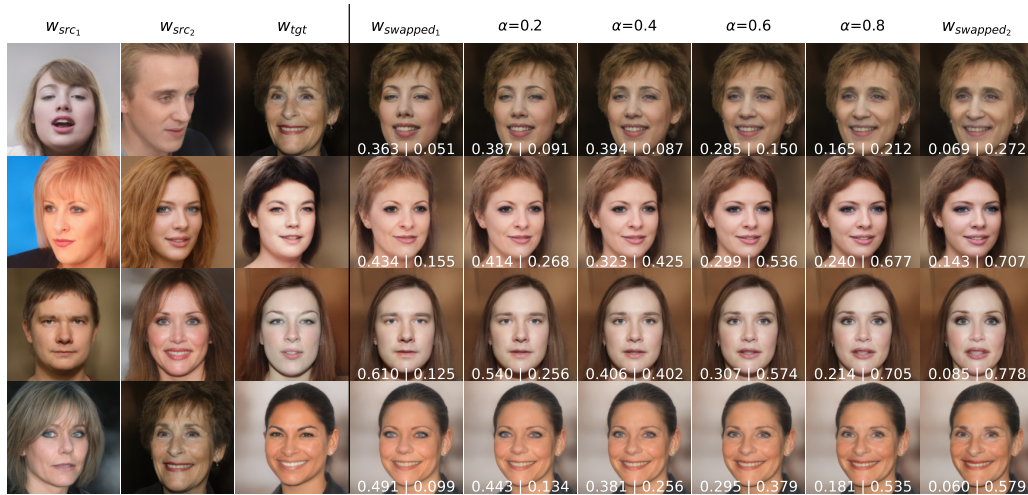 w_src₁ w_src₂ w_tgt w_swapped₁ α=0.2 α=0.4 α=0.6 α=0.8 w_swapped₂
0.363 | 0.051 0.387 | 0.091 0.394 | 0.087 0.285 | 0.150 0.165 | 0.212 0.069 | 0.272
0.434 | 0.155 0.414 | 0.268 0.323 | 0.425 0.299 | 0.536 0.240 | 0.677 0.143 | 0.707
0.610 | 0.125 0.540 | 0.256 0.406 | 0.402 0.307 | 0.574 0.214 | 0.705 0.085 | 0.778
0.491 | 0.099 0.443 | 0.134 0.381 | 0.256 0.295 | 0.379 0.181 | 0.535 0.060 | 0.579